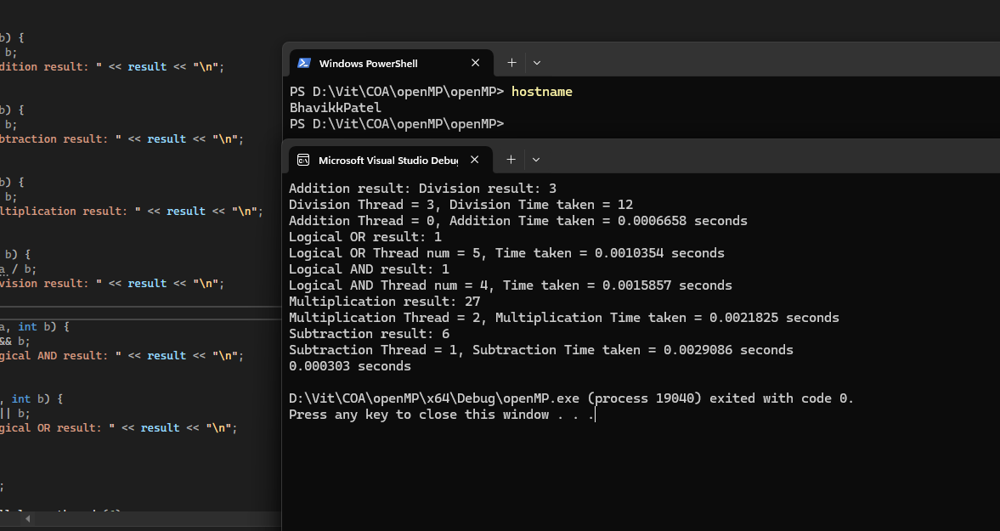 b) {
b;
dition result: " << result << "\n";
b) {
b;
btraction result: " << result << "\n";
b) {
b;
ltiplication result: " << result << "\n";
b) {
a / b;
vision result: " << result << "\n";
a, int b) {
&& b;
gical AND result: " << result << "\n";
, int b) {
|| b;
gical OR result: " << result << "\n";
;
Windows PowerShell
PS D:\Vit\COA\openMP\openMP> hostname
BhavikkPatel
PS D:\Vit\COA\openMP\openMP>
Microsoft Visual Studio Debu
Addition result: Division result: 3
Division Thread = 3, Division Time taken = 12
Addition Thread = 0, Addition Time taken = 0.0006658 seconds
Logical OR result: 1
Logical OR Thread num = 5, Time taken = 0.0010354 seconds
Logical AND result: 1
Logical AND Thread num = 4, Time taken = 0.0015857 seconds
Multiplication result: 27
Multiplication Thread = 2, Multiplication Time taken = 0.0021825 seconds
Subtraction result: 6
Subtraction Thread = 1, Subtraction Time taken = 0.0029086 seconds
0.000303 seconds
D:\Vit\COA\openMP\x64\Debug\openMP.exe (process 19040) exited with code 0.
Press any key to close this window . . .